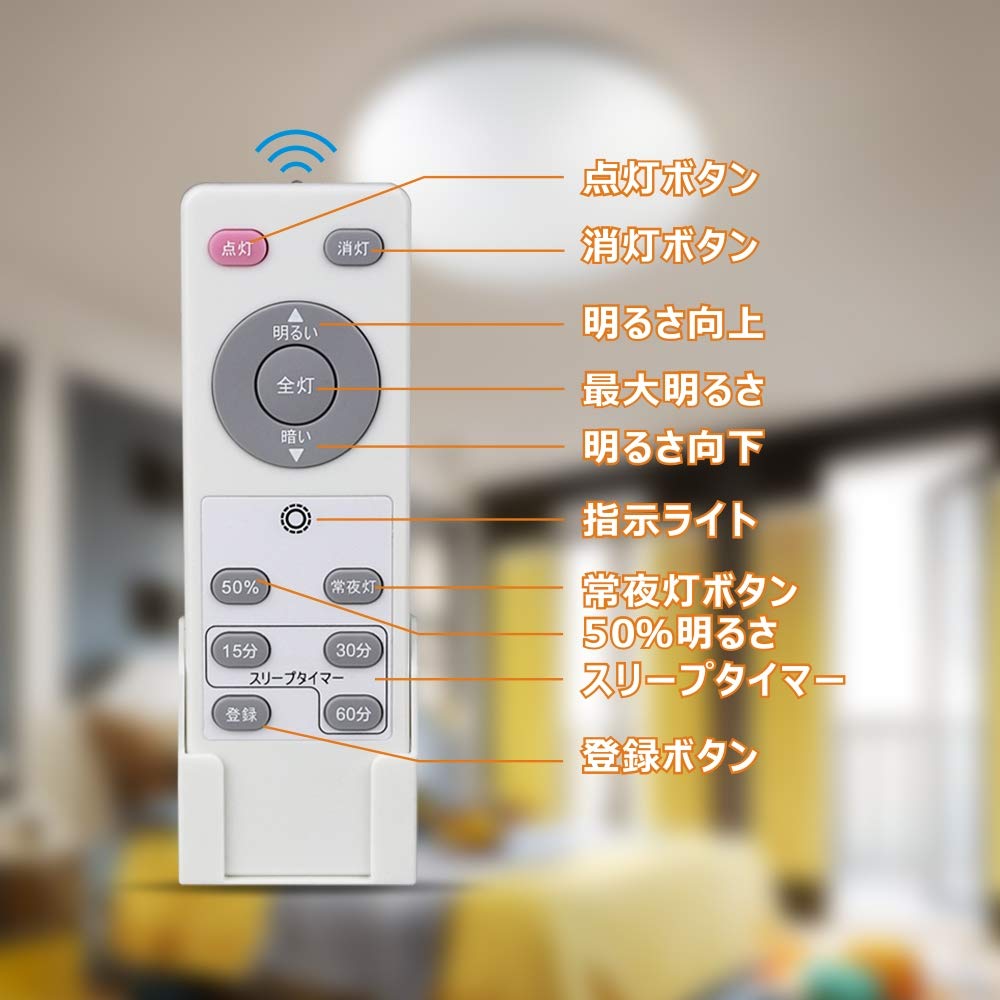 点灯ボタン
点灯
消灯
消灯ボタン
▲
明るい
明るさ向上
全灯
最大明るさ
暗い
▼
明るさ向下
指示ライト
50%
常夜灯
常夜灯ボタン
50%明るさ
15分
30分
スリープタイマー
スリープタイマー
登録
60分
登録ボタン